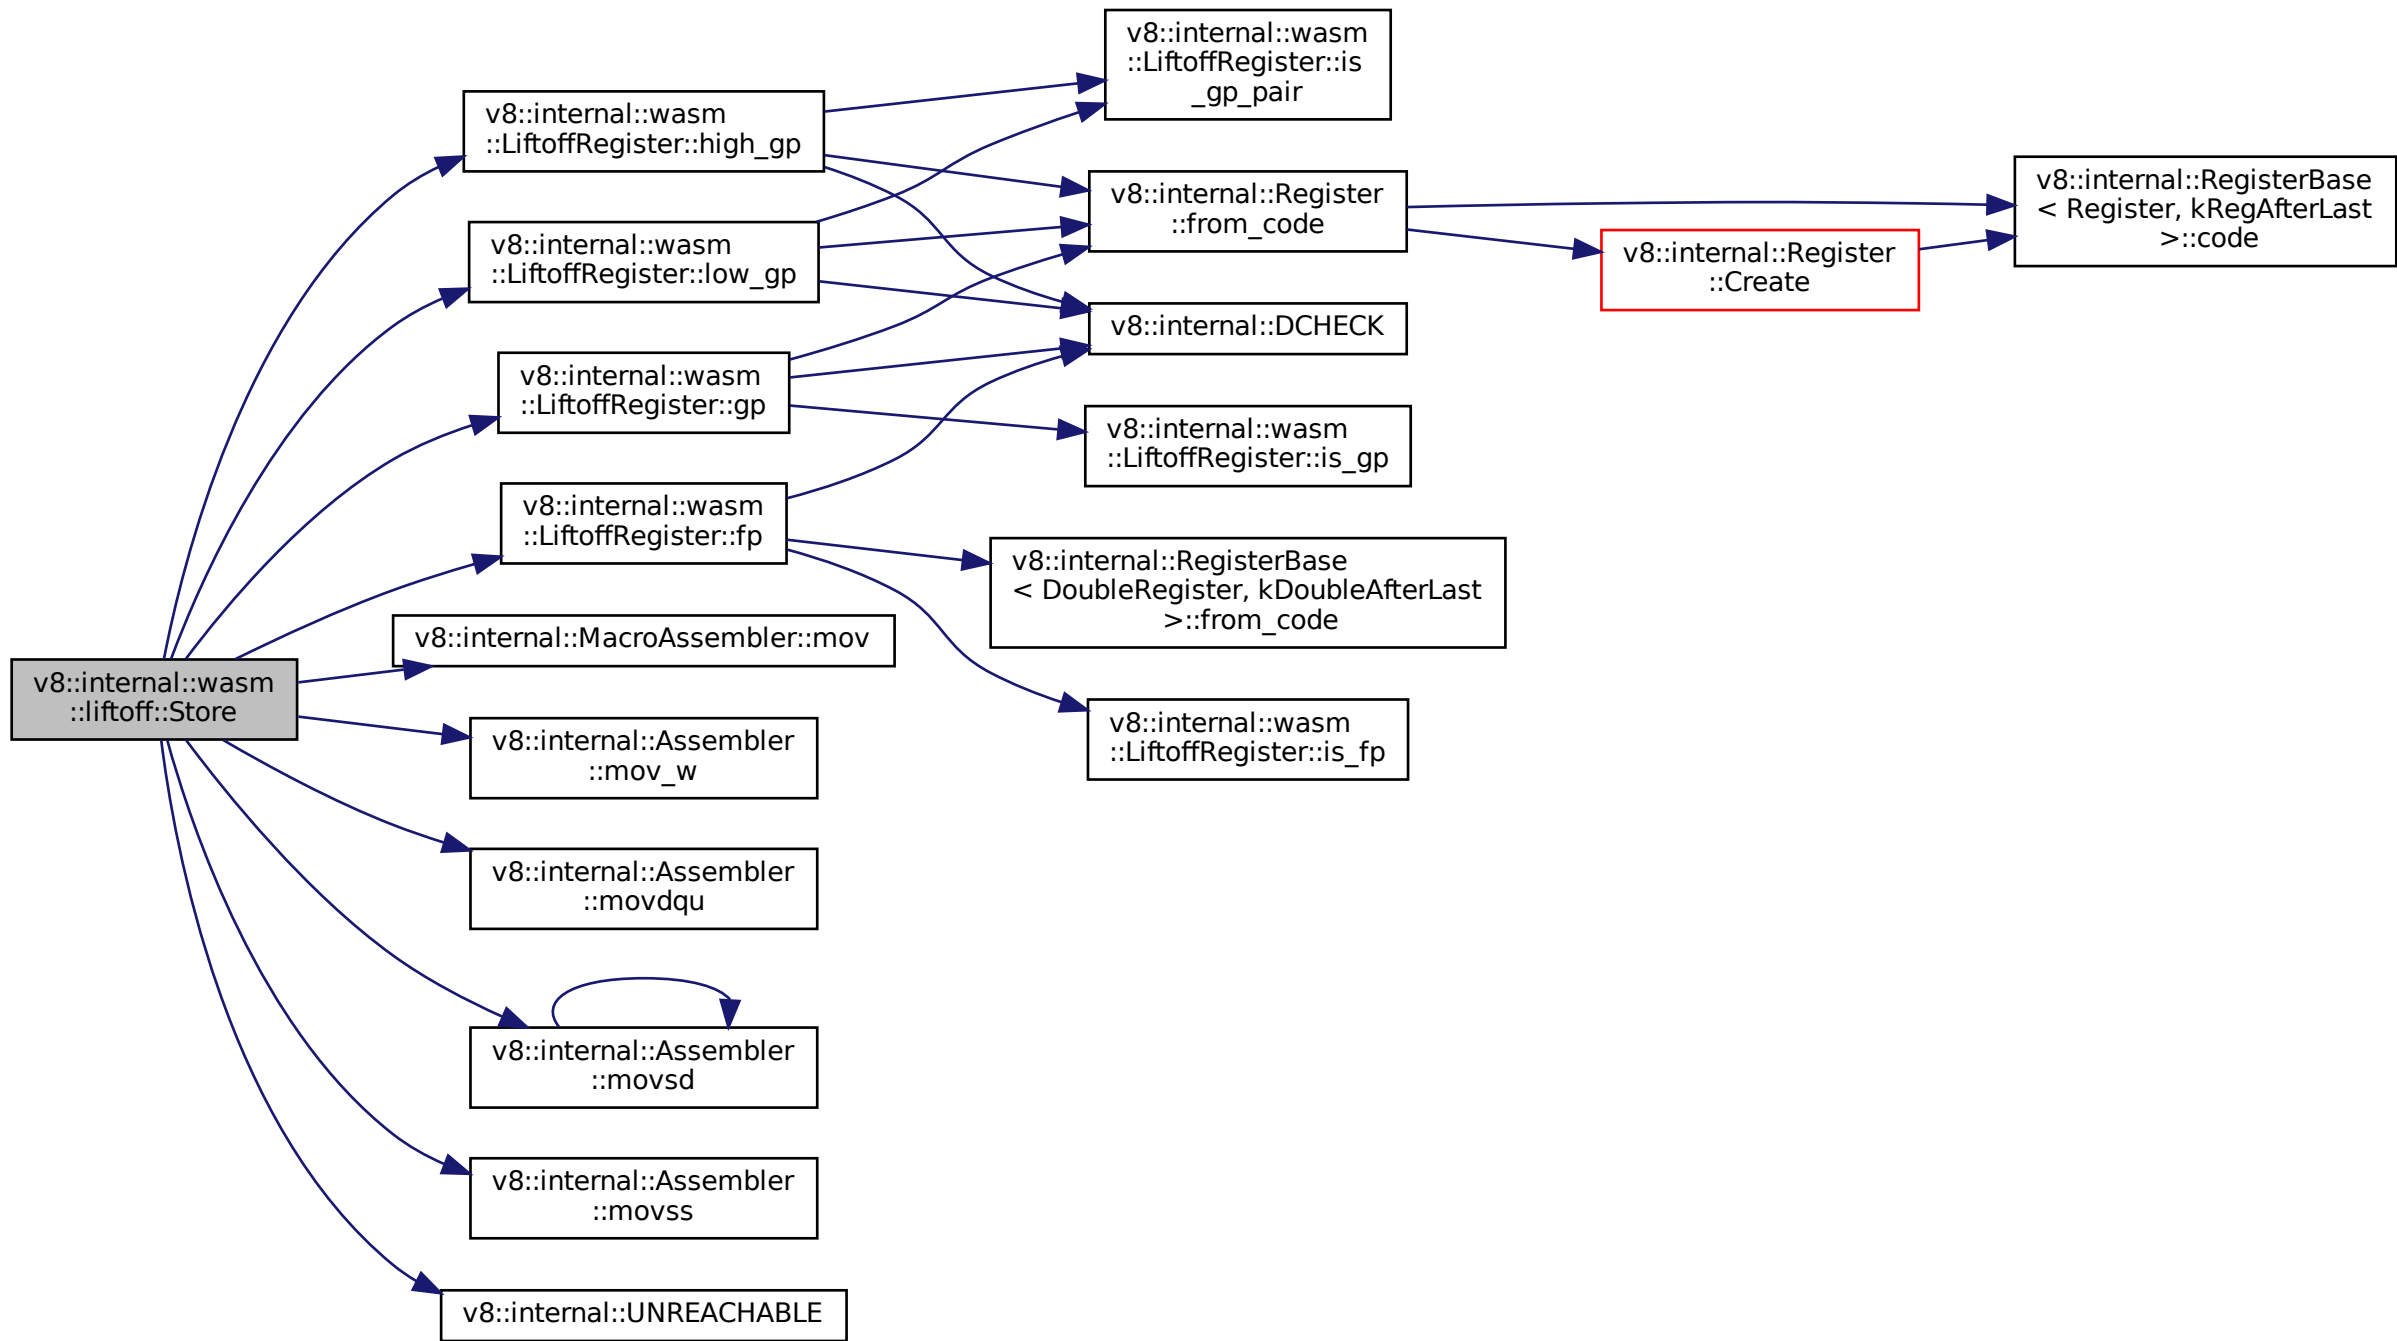 v8::internal::wasm
::liftoff::Store
v8::internal::wasm
::LiftoffRegister::high_gp
v8::internal::wasm
::LiftoffRegister::low_gp
v8::internal::wasm
::LiftoffRegister::gp
v8::internal::wasm
::LiftoffRegister::fp
v8::internal::MacroAssembler::mov
v8::internal::Assembler
::mov_w
v8::internal::Assembler
::movdqu
v8::internal::Assembler
::movsd
v8::internal::Assembler
::movss
v8::internal::UNREACHABLE
v8::internal::wasm
::LiftoffRegister::is
_gp_pair
v8::internal::Register
::from_code
v8::internal::DCHECK
v8::internal::wasm
::LiftoffRegister::is_gp
v8::internal::RegisterBase
< DoubleRegister, kDoubleAfterLast
>::from_code
v8::internal::wasm
::LiftoffRegister::is_fp
v8::internal::Register
::Create
v8::internal::RegisterBase
< Register, kRegAfterLast
>::code